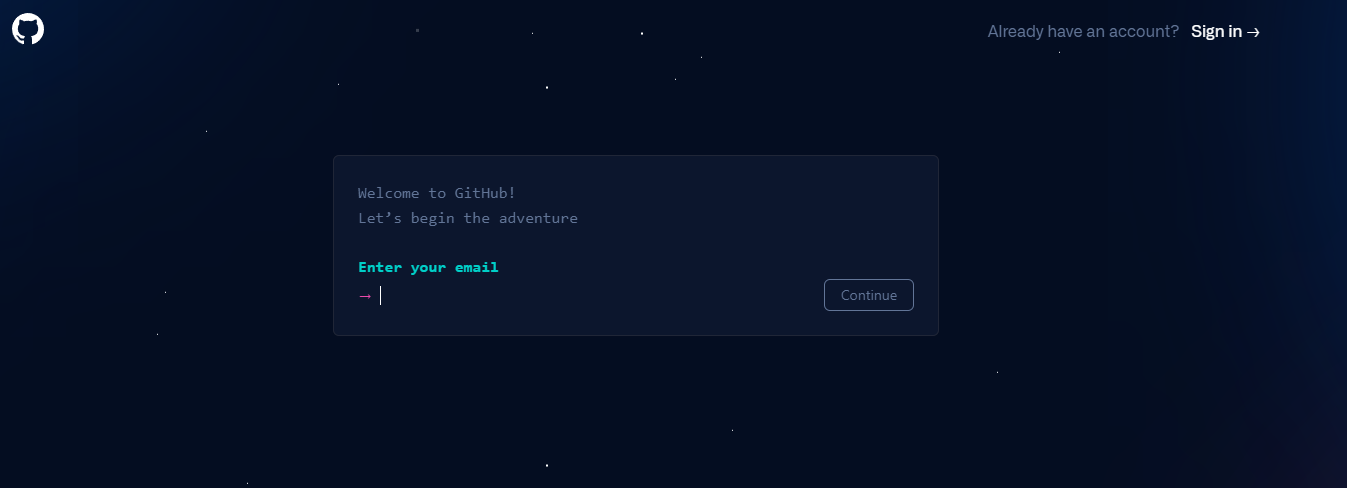 Already have an account? Sign in →
Welcome to GitHub!
Let’s begin the adventure
Enter your email
→
Continue